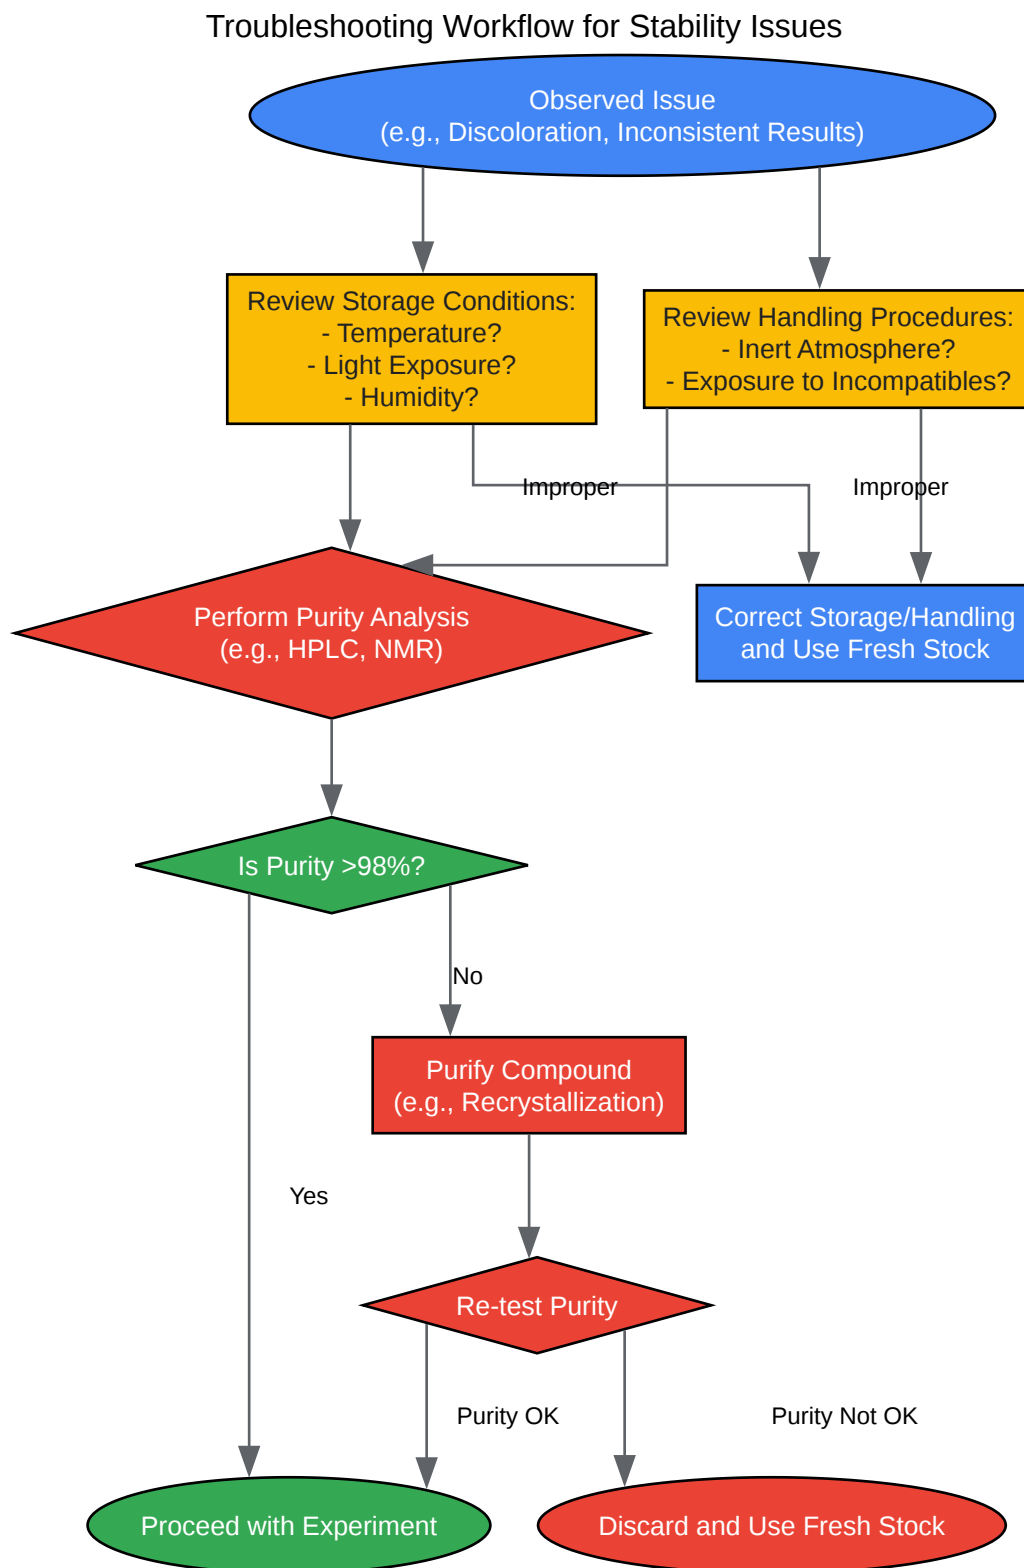 Troubleshooting Workflow for Stability Issues
Observed Issue
(e.g., Discoloration, Inconsistent Results)
Review Storage Conditions:
- Temperature?
- Light Exposure?
- Humidity?
Review Handling Procedures:
- Inert Atmosphere?
- Exposure to Incompatibles?
Improper
Improper
Perform Purity Analysis
(e.g., HPLC, NMR)
Correct Storage/Handling
and Use Fresh Stock
Is Purity >98%?
No
Purify Compound
(e.g., Recrystallization)
Yes
Re-test Purity
Purity OK
Purity Not OK
Proceed with Experiment
Discard and Use Fresh Stock